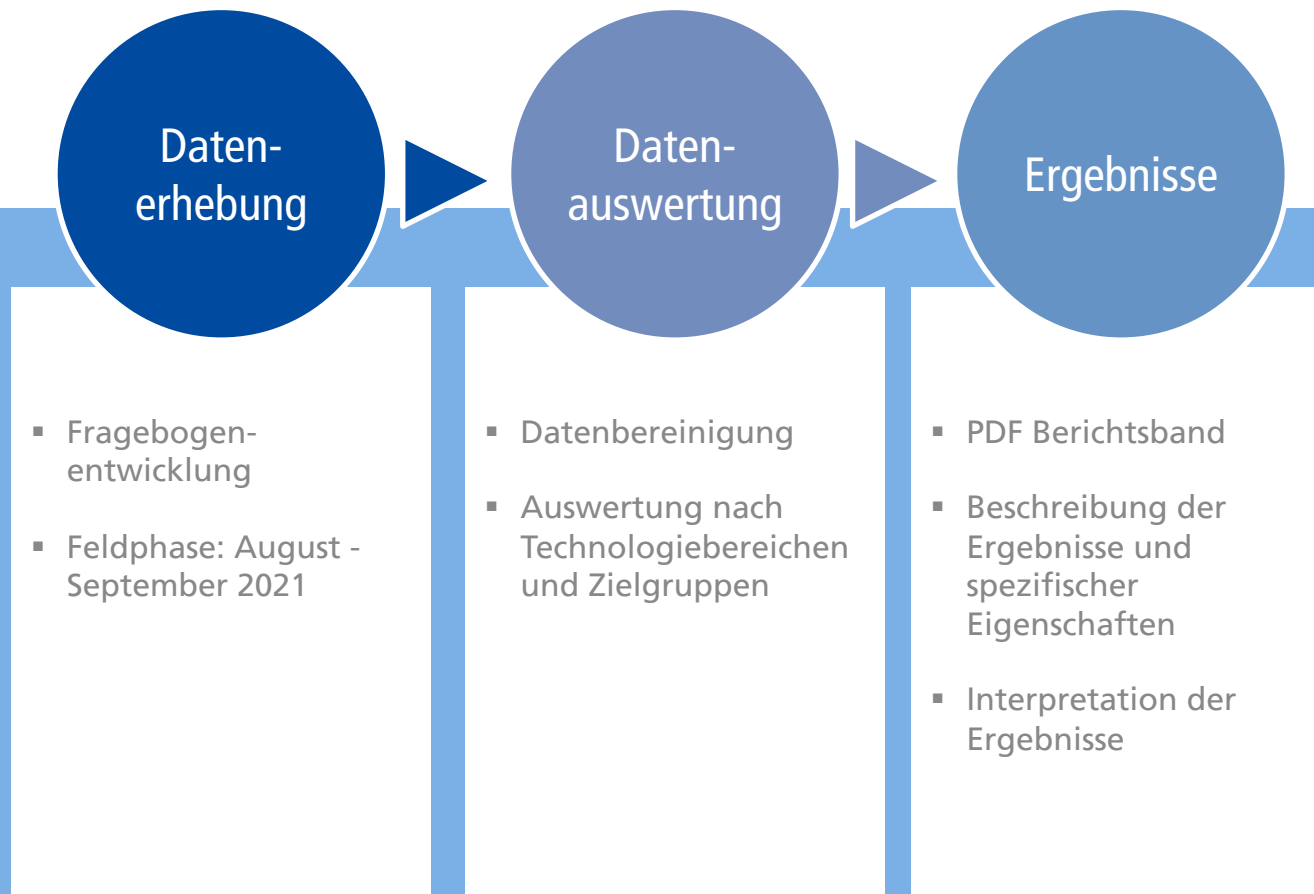 Daten-
erhebung
Daten-
auswertung
Ergebnisse
▪ Fragebogen-
entwicklung
▪ Feldphase: August -
September 2021
▪ Datenbereinigung
▪ Auswertung nach
Technologiebereichen
und Zielgruppen
▪ PDF Berichtsband
▪ Beschreibung der
Ergebnisse und
spezifischer
Eigenschaften
▪ Interpretation der
Ergebnisse